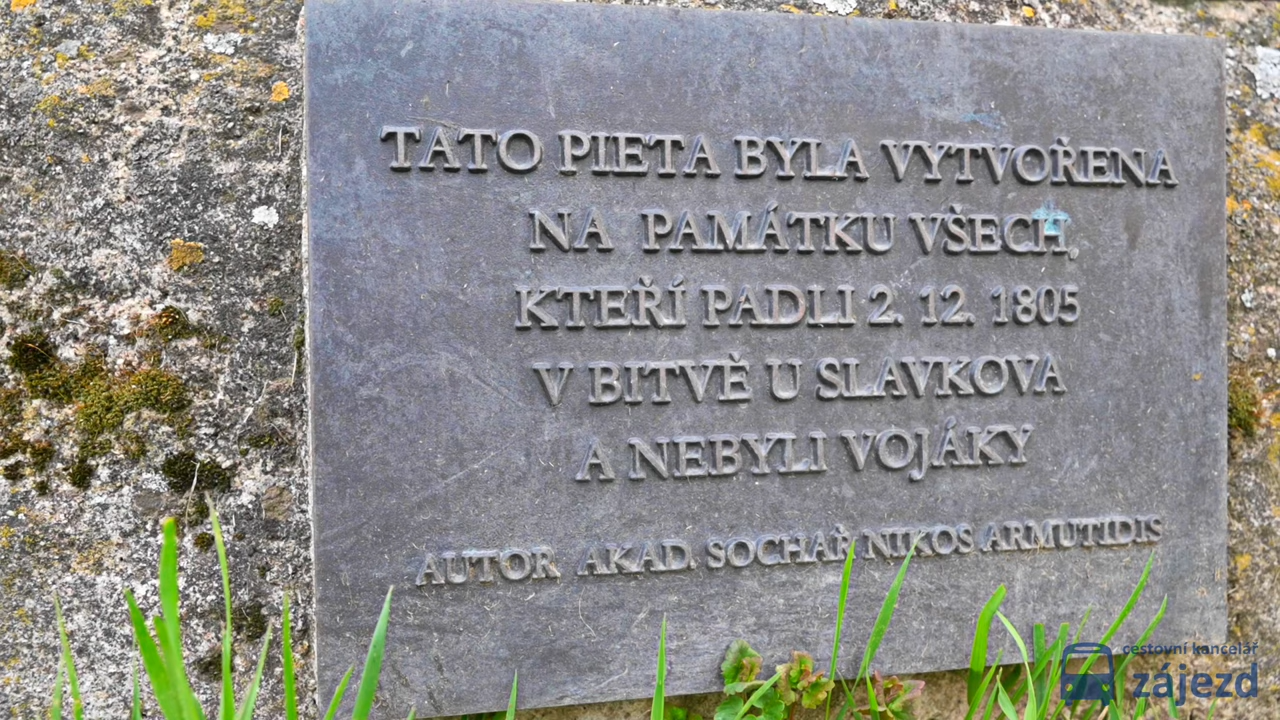 TATO PIETA BYLA VYTVOŘENA
NA PAMÁTKU VŠECH,
KTEŘÍ PADLI 2. 12. 1805
V BITVĚ U SLAVKOVA
A NEBYLI VOJÁKY
AUTOR AKAD. SOCHAŘ NIKOS ARMUTIDIS
cestovní kancelář
zájezd